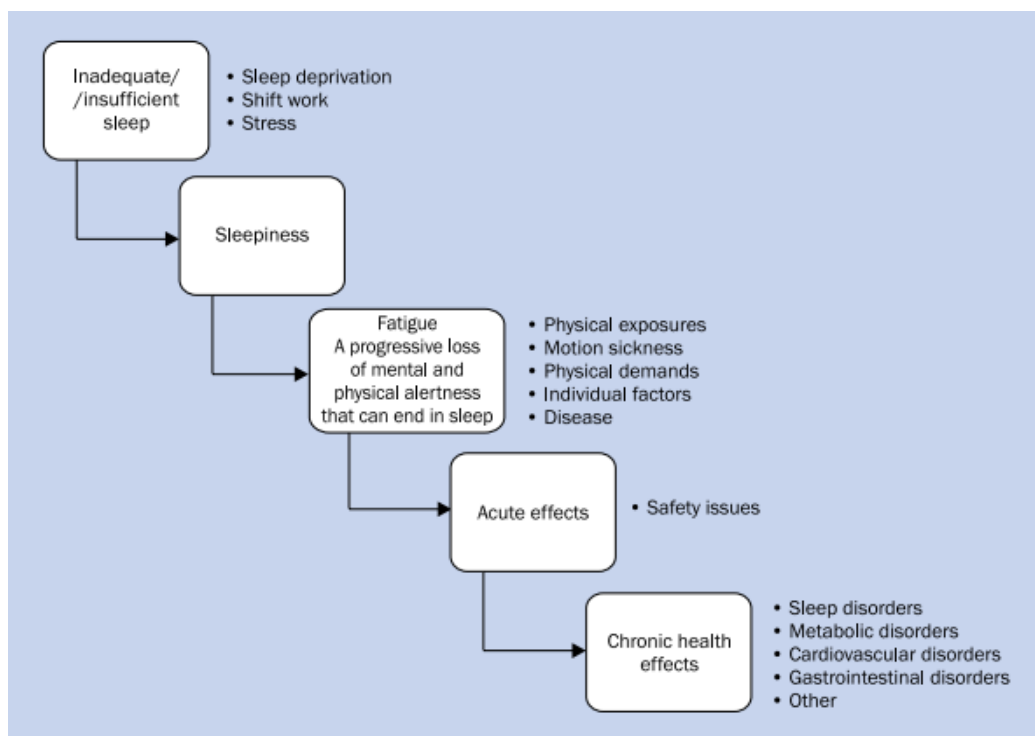 Inadequate/
/insufficient
sleep
• Sleep deprivation
• Shift work
• Stress
Sleepiness
Fatigue
A progressive loss
of mental and
physical alertness
that can end in sleep
• Physical exposures
• Motion sickness
• Physical demands
• Individual factors
• Disease
Acute effects
• Safety issues
Chronic health
effects
• Sleep disorders
• Metabolic disorders
• Cardiovascular disorders
• Gastrointestinal disorders
• Other